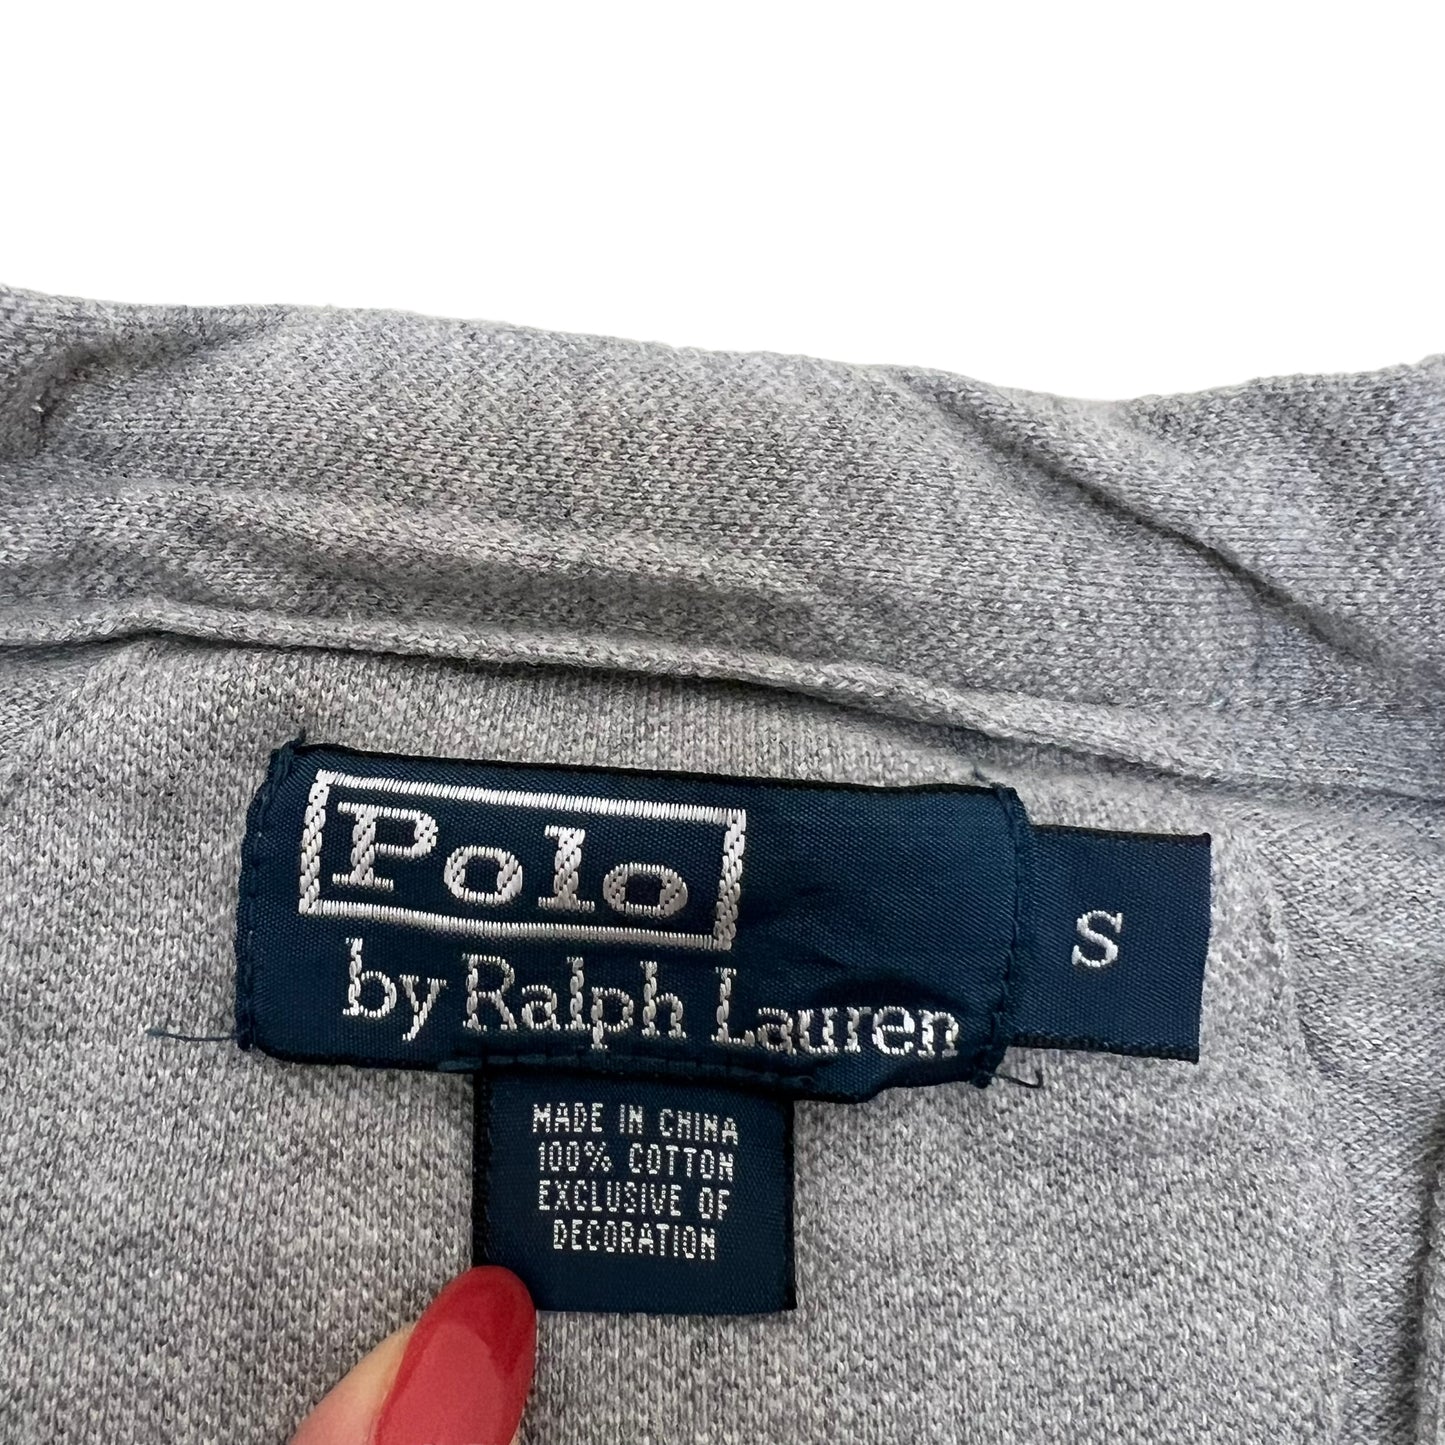 Polo
by Ralph Lauren
S
MADE IN CHINA
100% COTTON
EXCLUSIVE OF
DECORATION